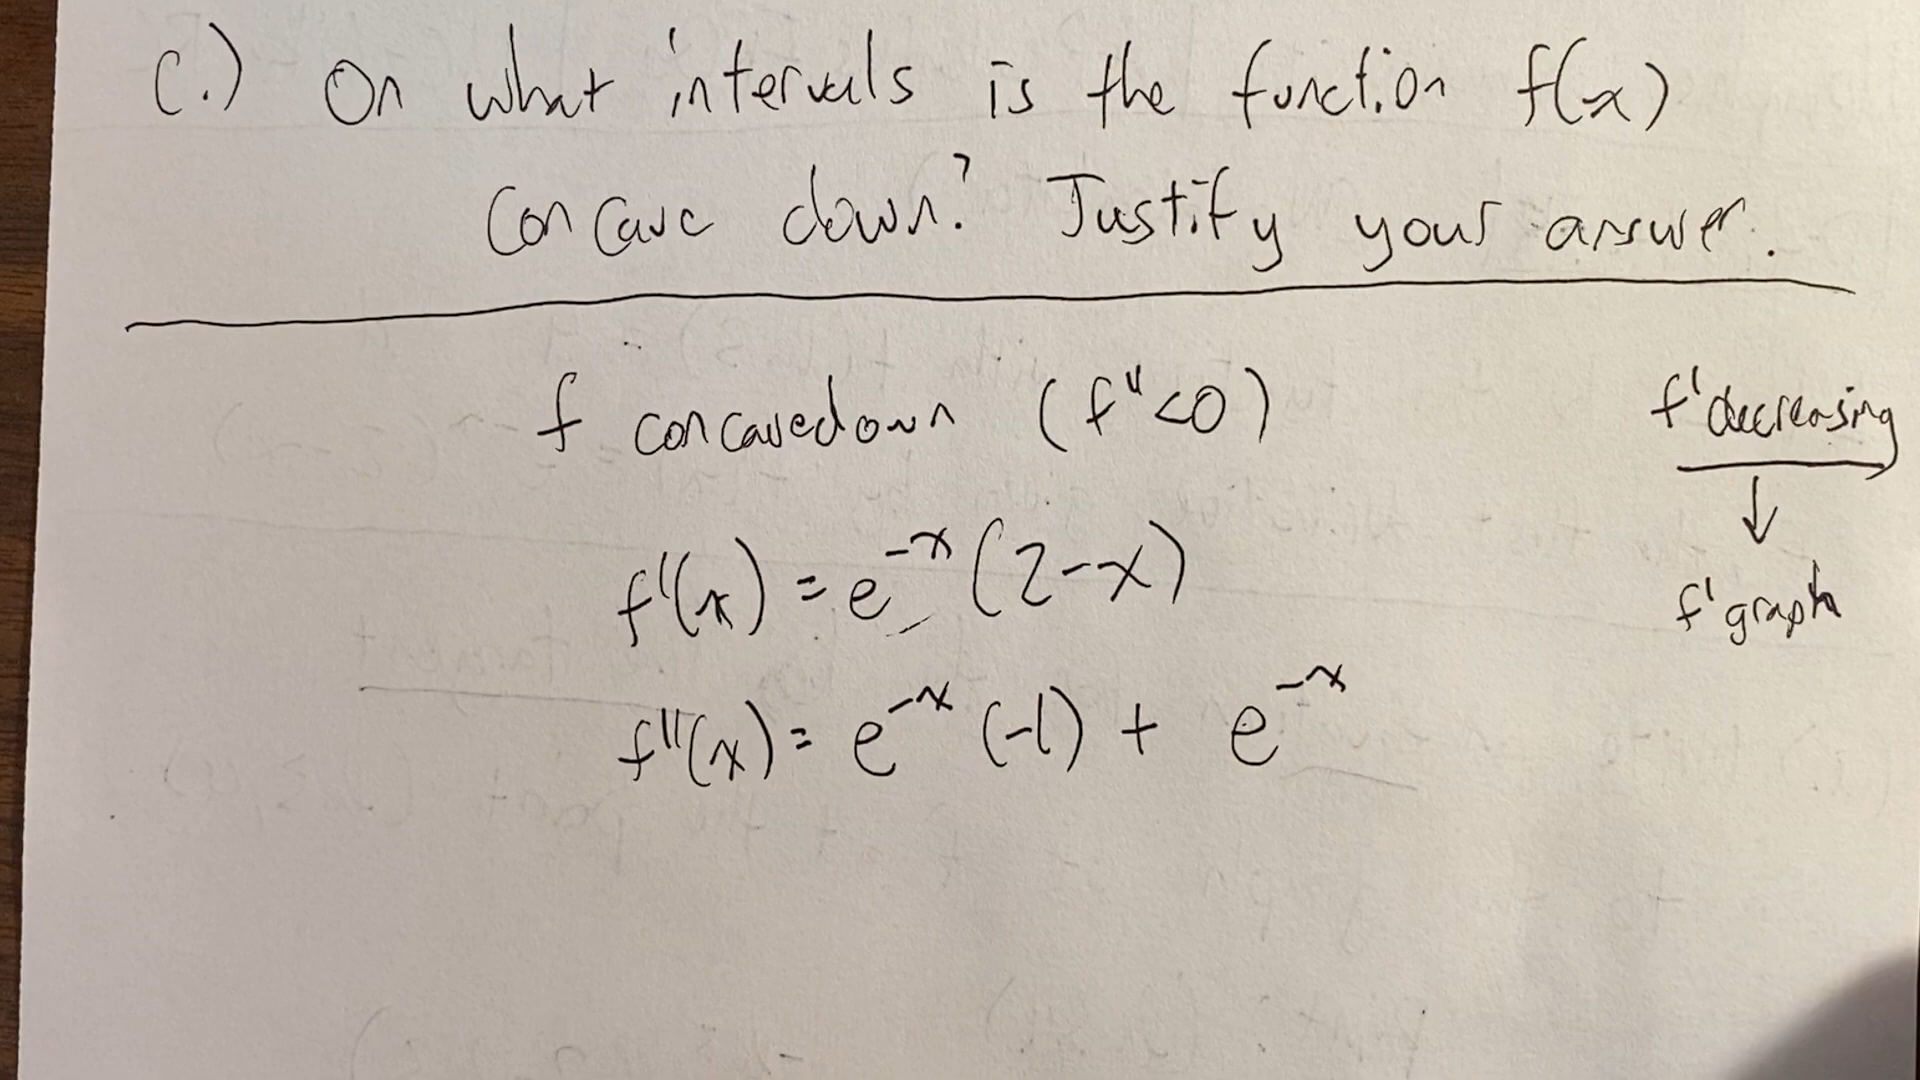 C.) On what intervals is the function f(x)
concave down? Justify your answer.
f concavedown (f"<0)
f'decreasing
↓
f'graph
f'(x) = e^-x (2-x)
f"(x) = e^-x (-1) + e^-x